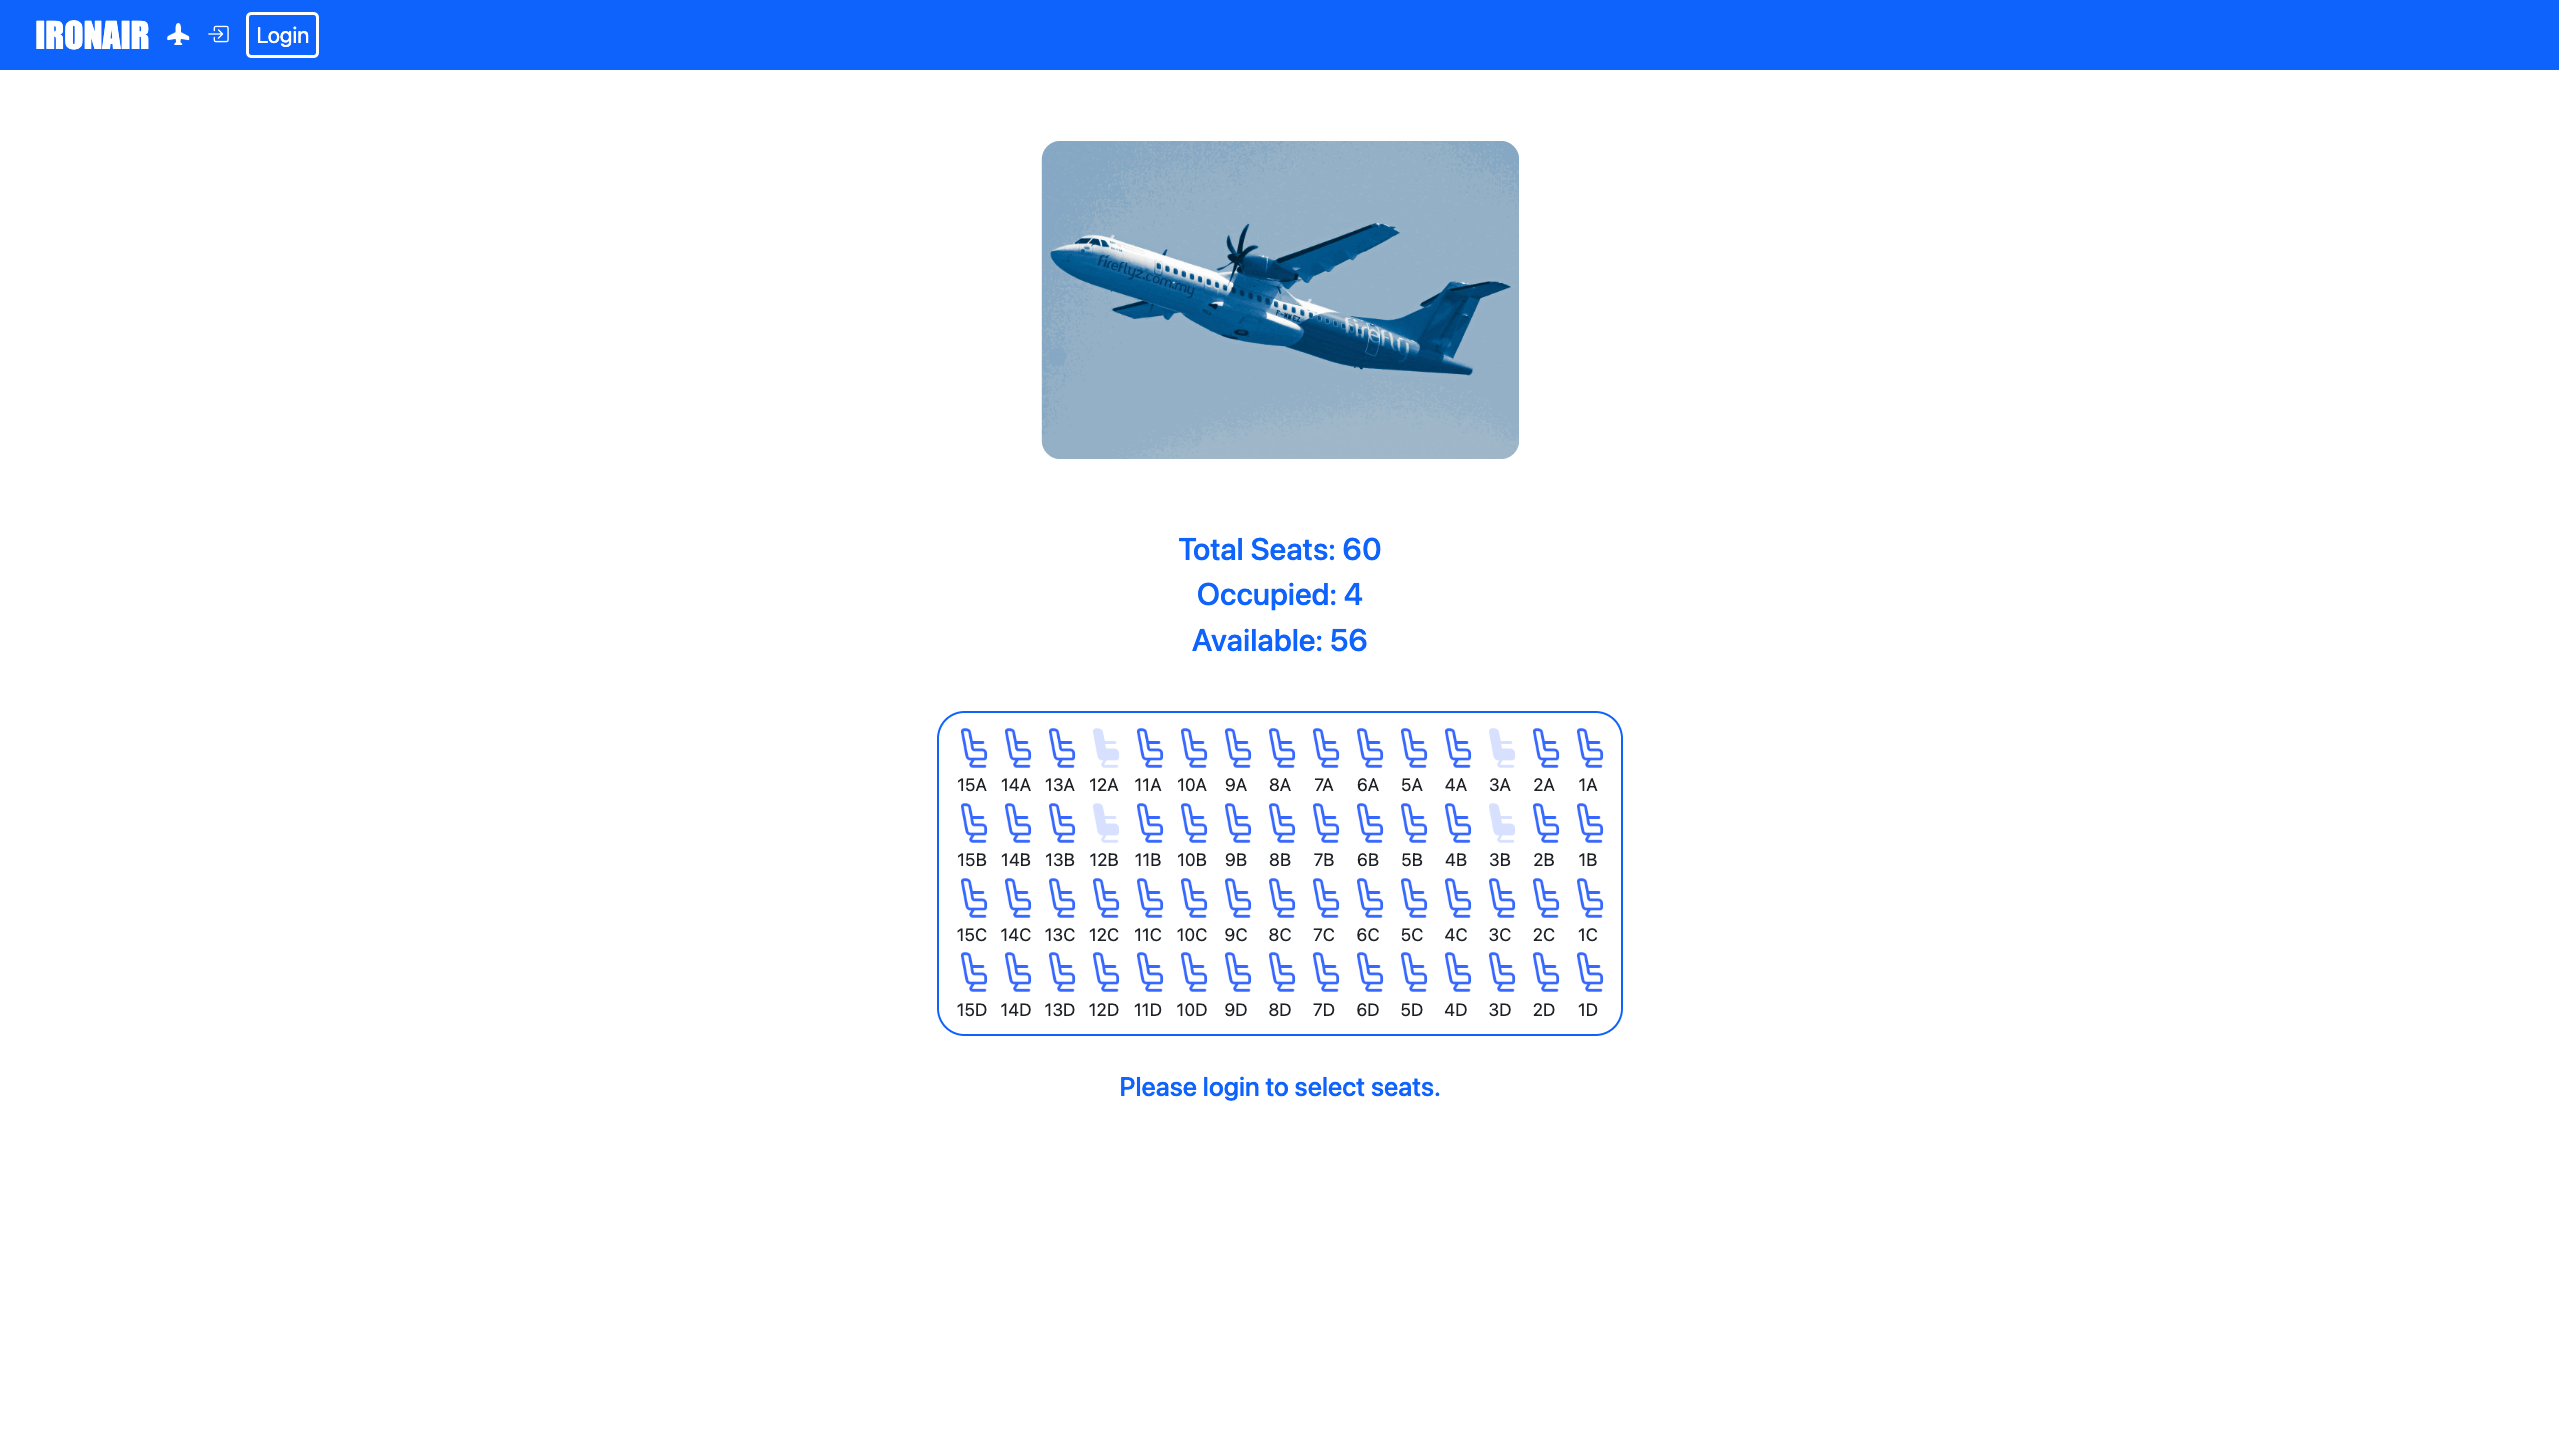 IRONAIR Login
fireflyz.com.my
firefly
Total Seats: 60
Occupied: 4
Available: 56
15A 14A 13A 12A 11A 10A 9A 8A 7A 6A 5A 4A 3A 2A 1A
15B 14B 13B 12B 11B 10B 9B 8B 7B 6B 5B 4B 3B 2B 1B
15C 14C 13C 12C 11C 10C 9C 8C 7C 6C 5C 4C 3C 2C 1C
15D 14D 13D 12D 11D 10D 9D 8D 7D 6D 5D 4D 3D 2D 1D
Please login to select seats.